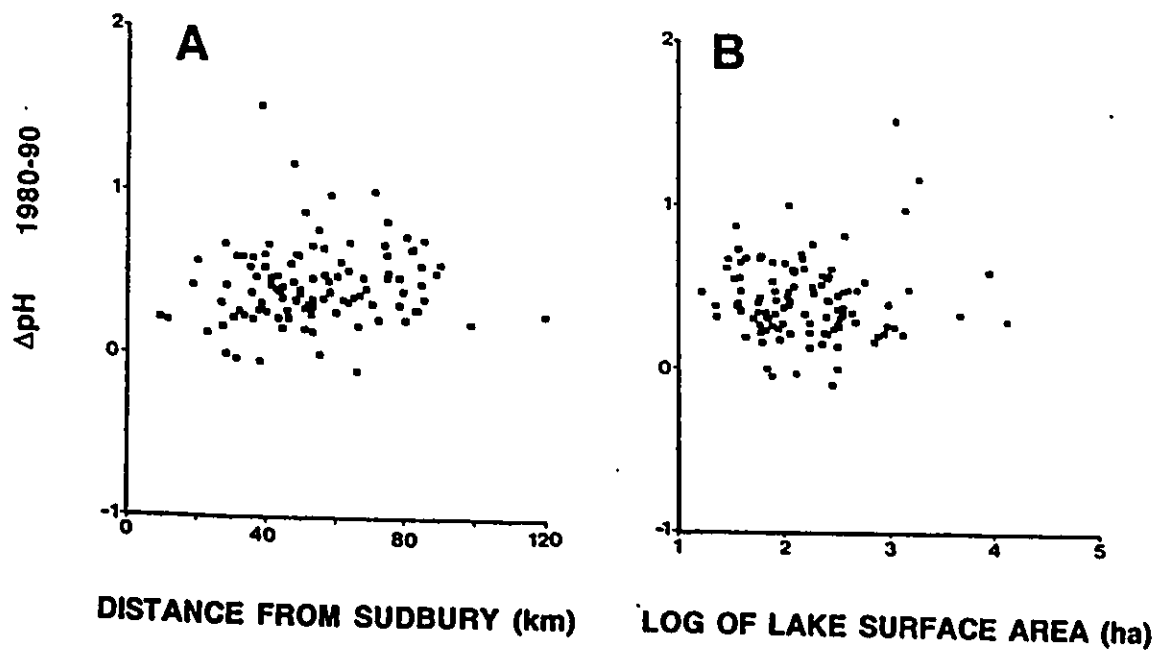 A
B
ΔpH 1980-90
2
1
0
-1
0 40 80 120
DISTANCE FROM SUDBURY (km)
2
1
0
-1
1 2 3 4 5
LOG OF LAKE SURFACE AREA (ha)